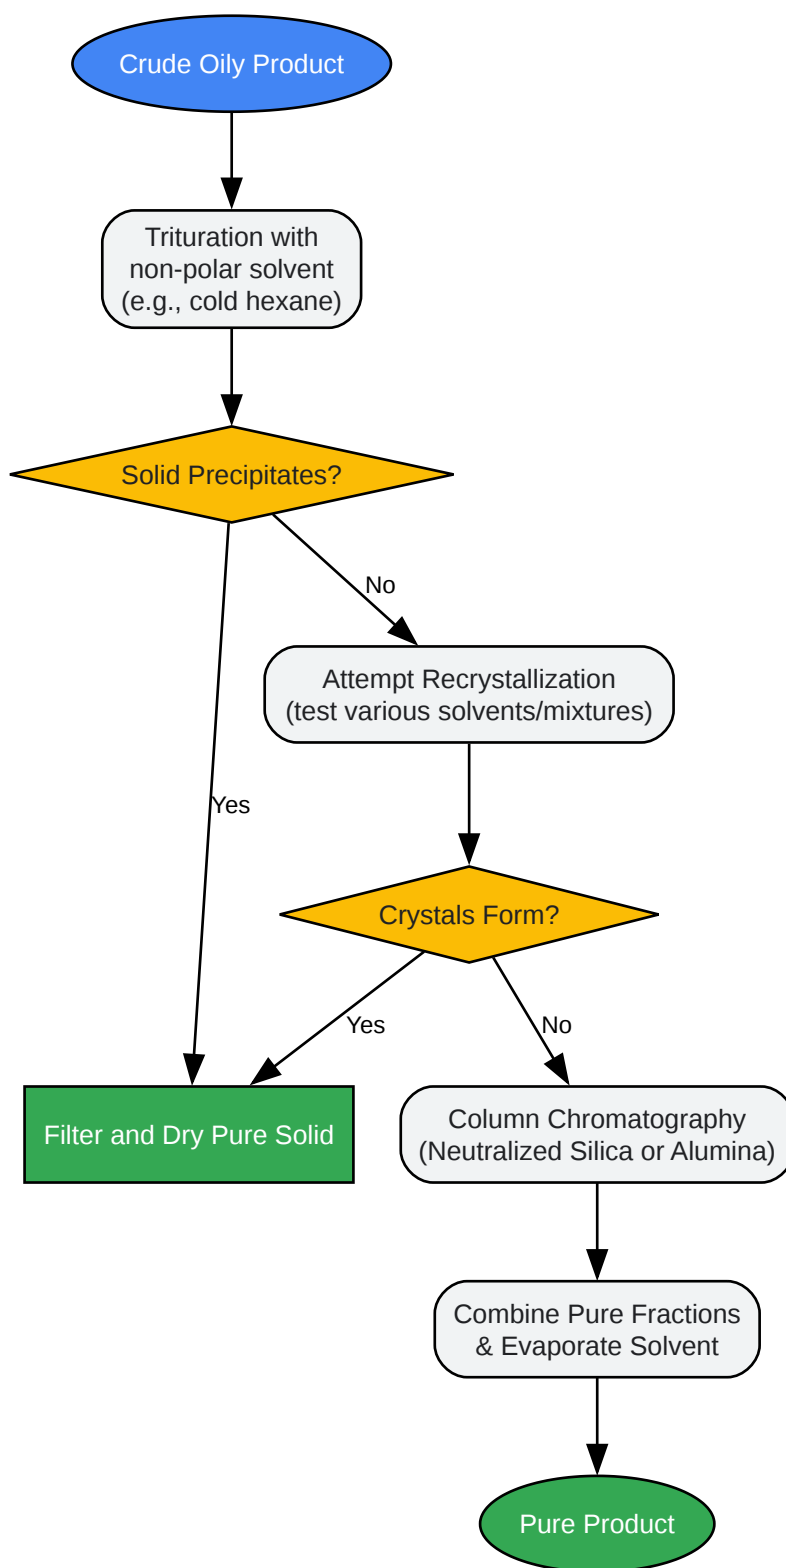 Crude Oily Product
Trituration with
non-polar solvent
(e.g., cold hexane)
Solid Precipitates?
No
Attempt Recrystallization
(test various solvents/mixtures)
Yes
Crystals Form?
Yes
No
Filter and Dry Pure Solid
Column Chromatography
(Neutralized Silica or Alumina)
Combine Pure Fractions
& Evaporate Solvent
Pure Product